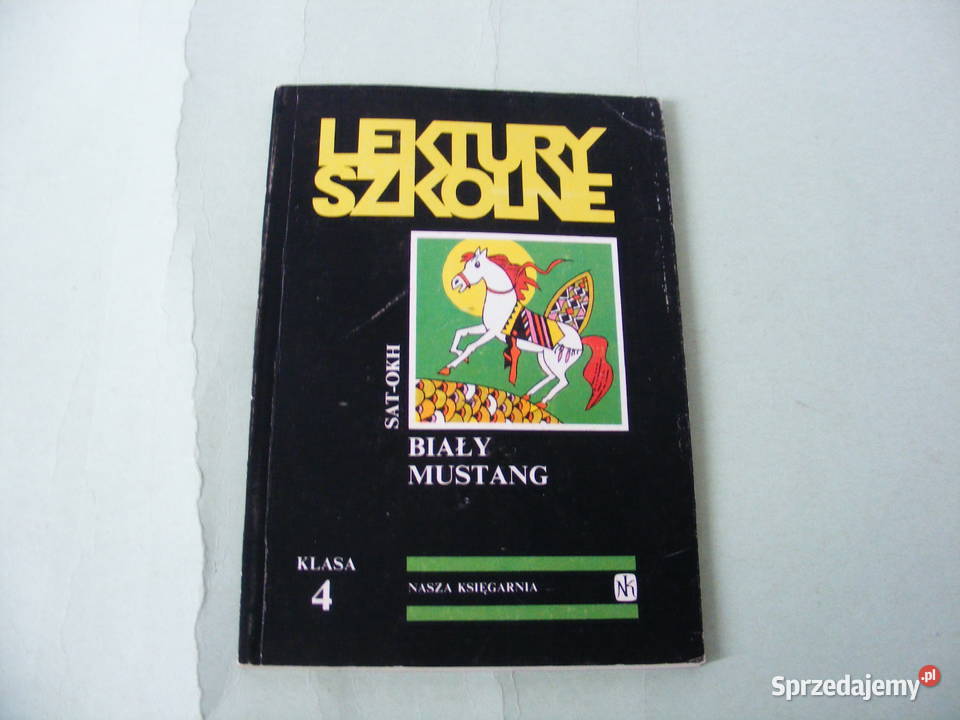 LEKTURY
SZKOLNE
SAT-OKH
BIAŁY
MUSTANG
KLASA
4
NASZA KSIĘGARNIA
NK
Sprzedajemy.pl